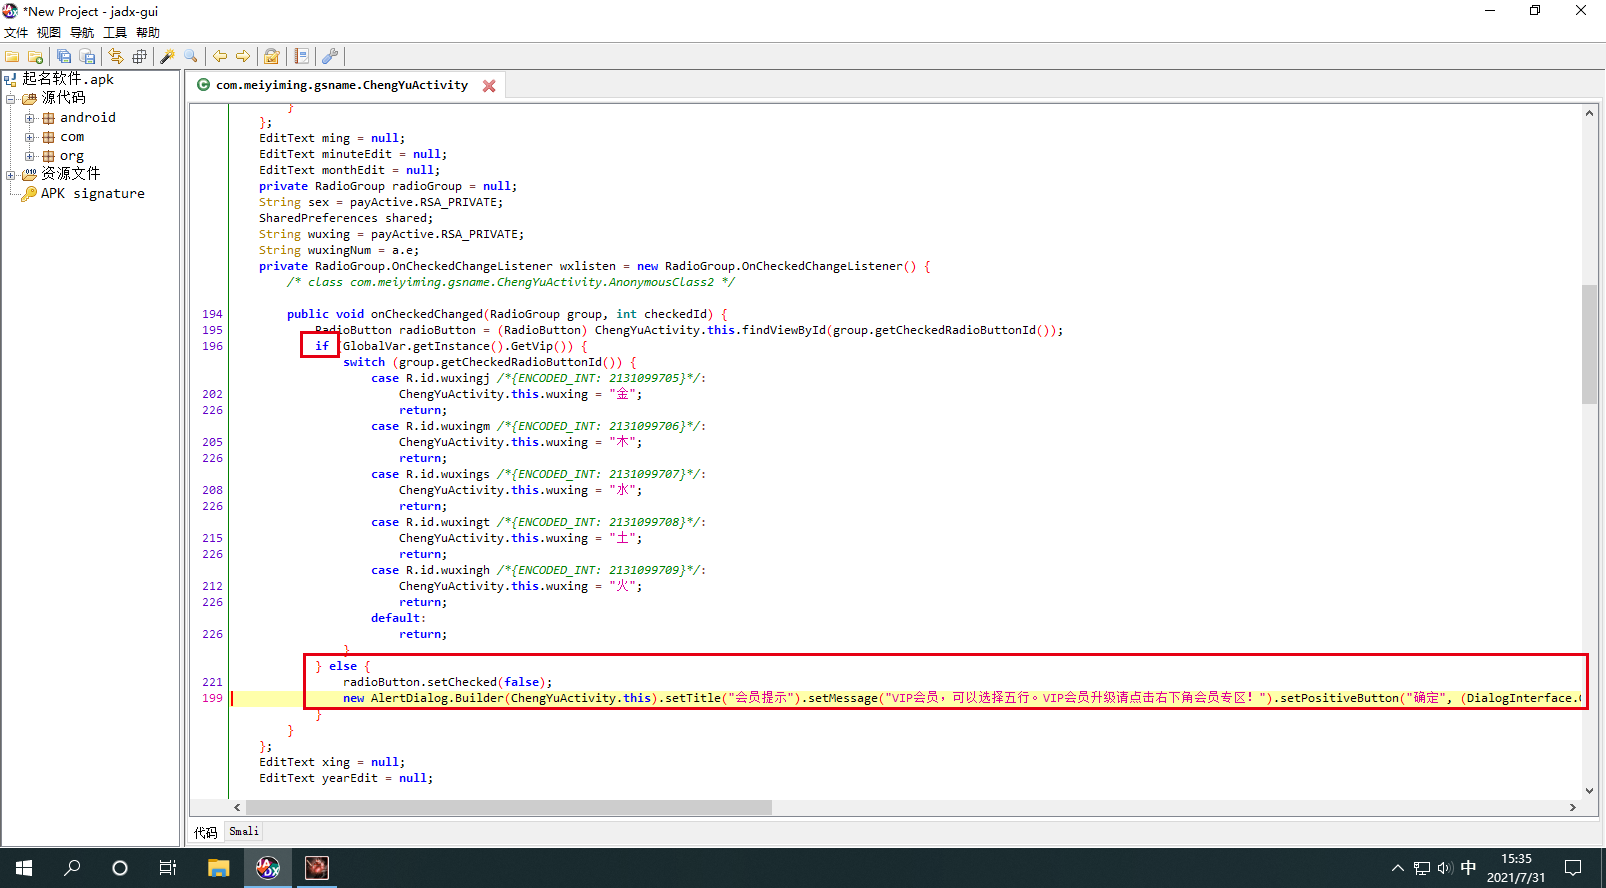 *New Project - jadx-gui
文件 视图 导航 工具 帮助
起名软件.apk
源代码
android
com
org
资源文件
APK signature
com.meiyiming.gsname.ChengYuActivity
}
};
EditText ming = null;
EditText minuteEdit = null;
EditText monthEdit = null;
private RadioGroup radioGroup = null;
String sex = payActive.RSA_PRIVATE;
SharedPreferences shared;
String wuxing = payActive.RSA_PRIVATE;
String wuxingNum = a.e;
private RadioGroup.OnCheckedChangeListener wxlisten = new RadioGroup.OnCheckedChangeListener() {
/* class com.meiyiming.gsname.ChengYuActivity.AnonymousClass2 */
194 public void onCheckedChanged(RadioGroup group, int checkedId) {
195 RadioButton radioButton = (RadioButton) ChengYuActivity.this.findViewById(group.getCheckedRadioButtonId());
196 if (GlobalVar.getInstance().GetVip()) {
switch (group.getCheckedRadioButtonId()) {
case R.id.wuxingj /*{ENCODED_INT: 2131099705}*/:
202 ChengYuActivity.this.wuxing = "金";
226 return;
case R.id.wuxingm /*{ENCODED_INT: 2131099706}*/:
205 ChengYuActivity.this.wuxing = "木";
226 return;
case R.id.wuxings /*{ENCODED_INT: 2131099707}*/:
208 ChengYuActivity.this.wuxing = "水";
226 return;
case R.id.wuxingt /*{ENCODED_INT: 2131099708}*/:
215 ChengYuActivity.this.wuxing = "土";
226 return;
case R.id.wuxingh /*{ENCODED_INT: 2131099709}*/:
212 ChengYuActivity.this.wuxing = "火";
226 return;
default:
226 return;
}
} else {
221 radioButton.setChecked(false);
199 new AlertDialog.Builder(ChengYuActivity.this).setTitle("会员提示").setMessage("VIP会员，可以选择五行。VIP会员升级请点击右下角会员专区！").setPositiveButton("确定", (DialogInterface.
}
}
};
EditText xing = null;
EditText yearEdit = null;
代码 Smali
中
15:35
2021/7/31